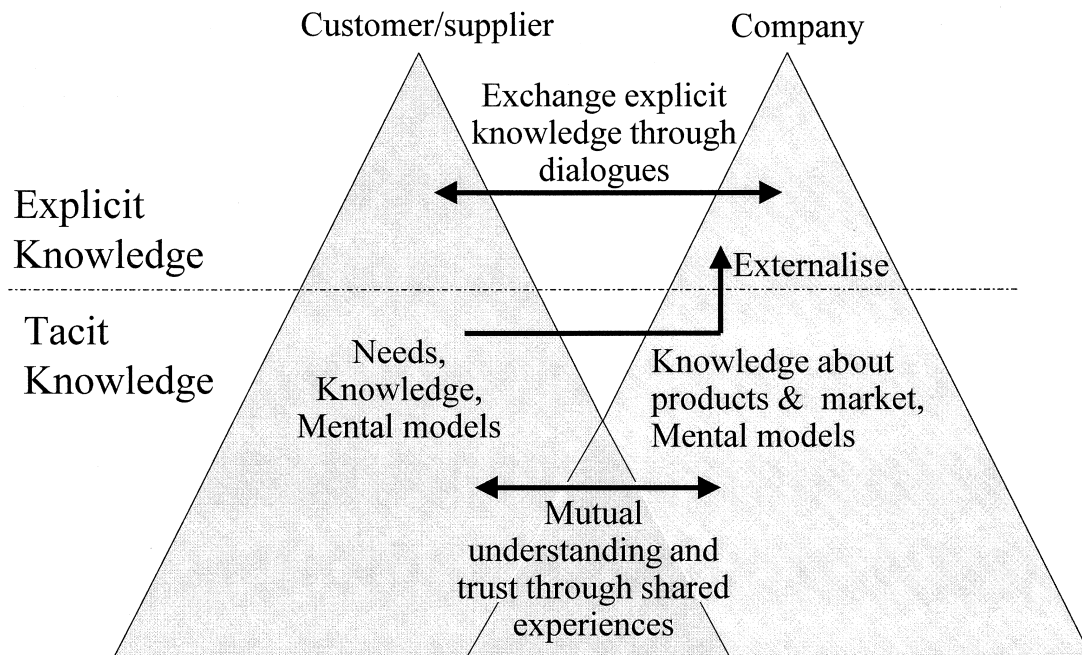 Customer/supplier
Company
Exchange explicit
knowledge through
dialogues
Explicit
Knowledge
Externalise
Tacit
Knowledge
Needs,
Knowledge,
Mental models
Knowledge about
products & market,
Mental models
Mutual
understanding and
trust through shared
experiences